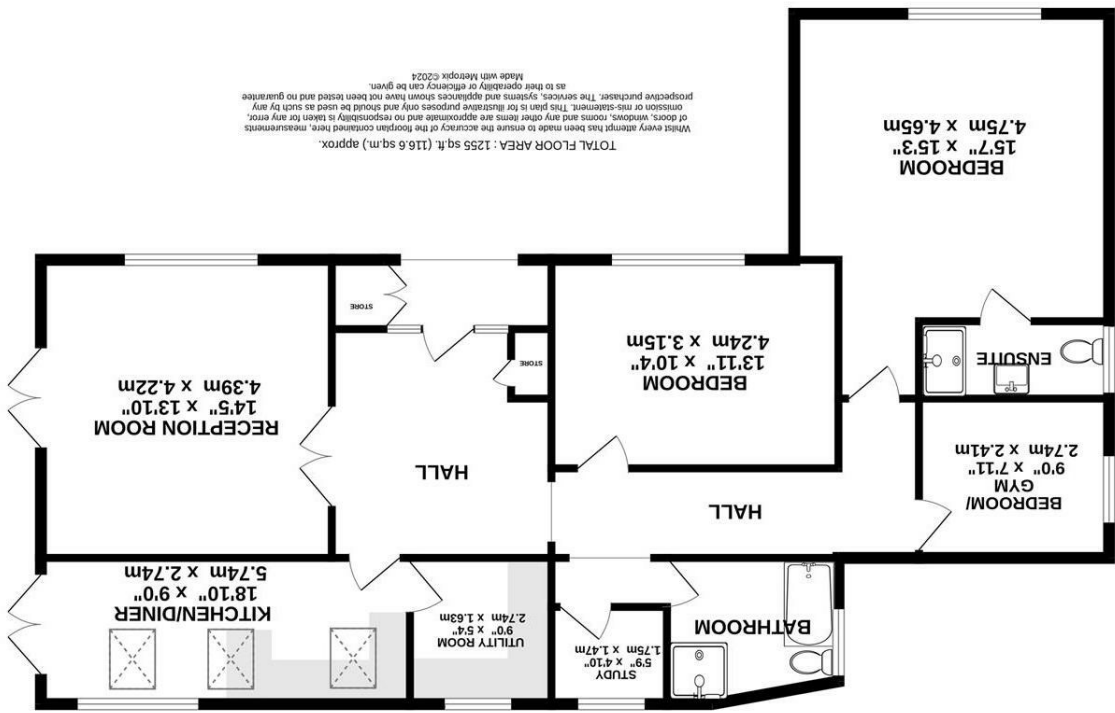 KITCHEN/DINER
18'10" x 9'0"
5.74m x 2.74m
UTILITY ROOM
9'0" x 5'4"
2.74m x 1.63m
STUDY
5'9" x 4'10"
1.75m x 1.47m
BATHROOM
RECEPTION ROOM
14'5" x 13'10"
4.39m x 4.22m
HALL
HALL
BEDROOM/
GYM
9'0" x 7'11"
2.74m x 2.41m
BEDROOM
13'11" x 10'4"
4.24m x 3.15m
STORE
STORE
ENSUITE
BEDROOM
15'7" x 15'3"
4.75m x 4.65m
TOTAL FLOOR AREA : 1255 sq.ft. (116.6 sq.m.) approx.
Whilst every attempt has been made to ensure the accuracy of the floorplan contained here, measurements
of doors, windows, rooms and any other items are approximate and no responsibility is taken for any error,
omission or mis-statement. This plan is for illustrative purposes only and should be used as such by any
prospective purchaser. The services, systems and appliances shown have not been tested and no guarantee
as to their operability or efficiency can be given.
Made with Metropix ©2024